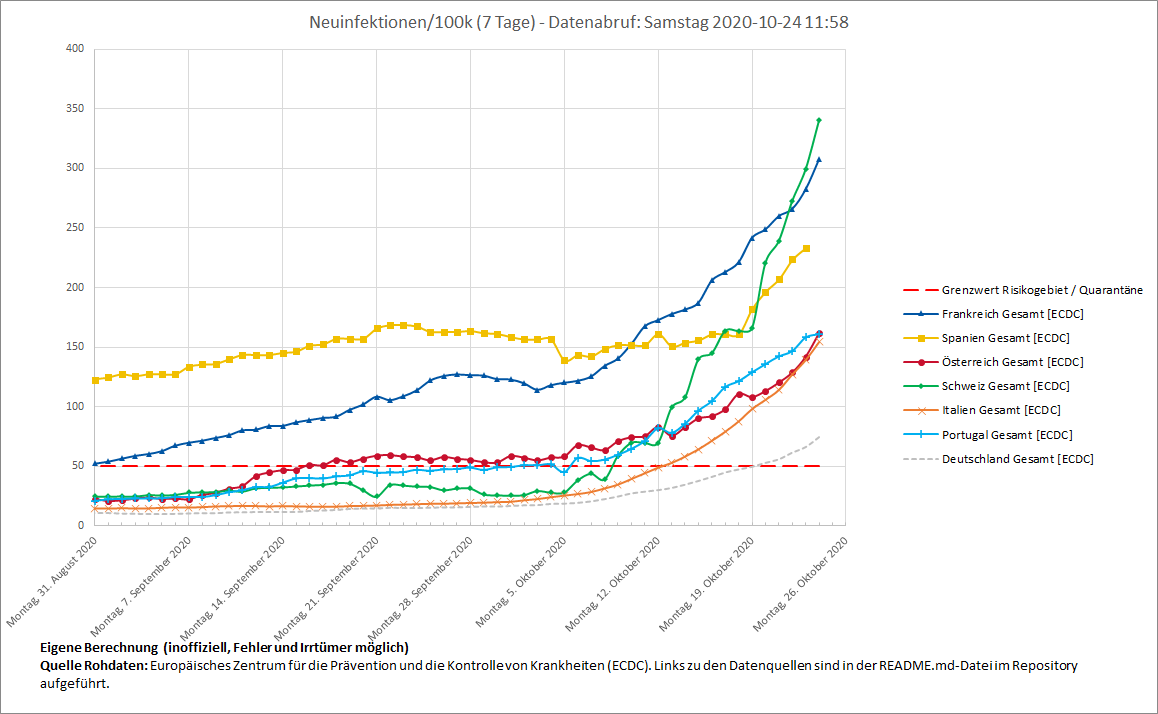 Neuinfektionen/100k (7 Tage) - Datenabruf: Samstag 2020-10-24 11:58
400
350
300
250
200
150
100
50
0
Montag, 31. August 2020
Montag, 7. September 2020
Montag, 14. September 2020
Montag, 21. September 2020
Montag, 28. September 2020
Montag, 5. Oktober 2020
Montag, 12. Oktober 2020
Montag, 19. Oktober 2020
Montag, 26. Oktober 2020
Grenzwert Risikogebiet / Quarantäne
Frankreich Gesamt [ECDC]
Spanien Gesamt [ECDC]
Österreich Gesamt [ECDC]
Schweiz Gesamt [ECDC]
Italien Gesamt [ECDC]
Portugal Gesamt [ECDC]
Deutschland Gesamt [ECDC]
Eigene Berechnung (inoffiziell, Fehler und Irrtümer möglich)
Quelle Rohdaten: Europäisches Zentrum für die Prävention und die Kontrolle von Krankheiten (ECDC). Links zu den Datenquellen sind in der README.md-Datei im Repository
aufgeführt.